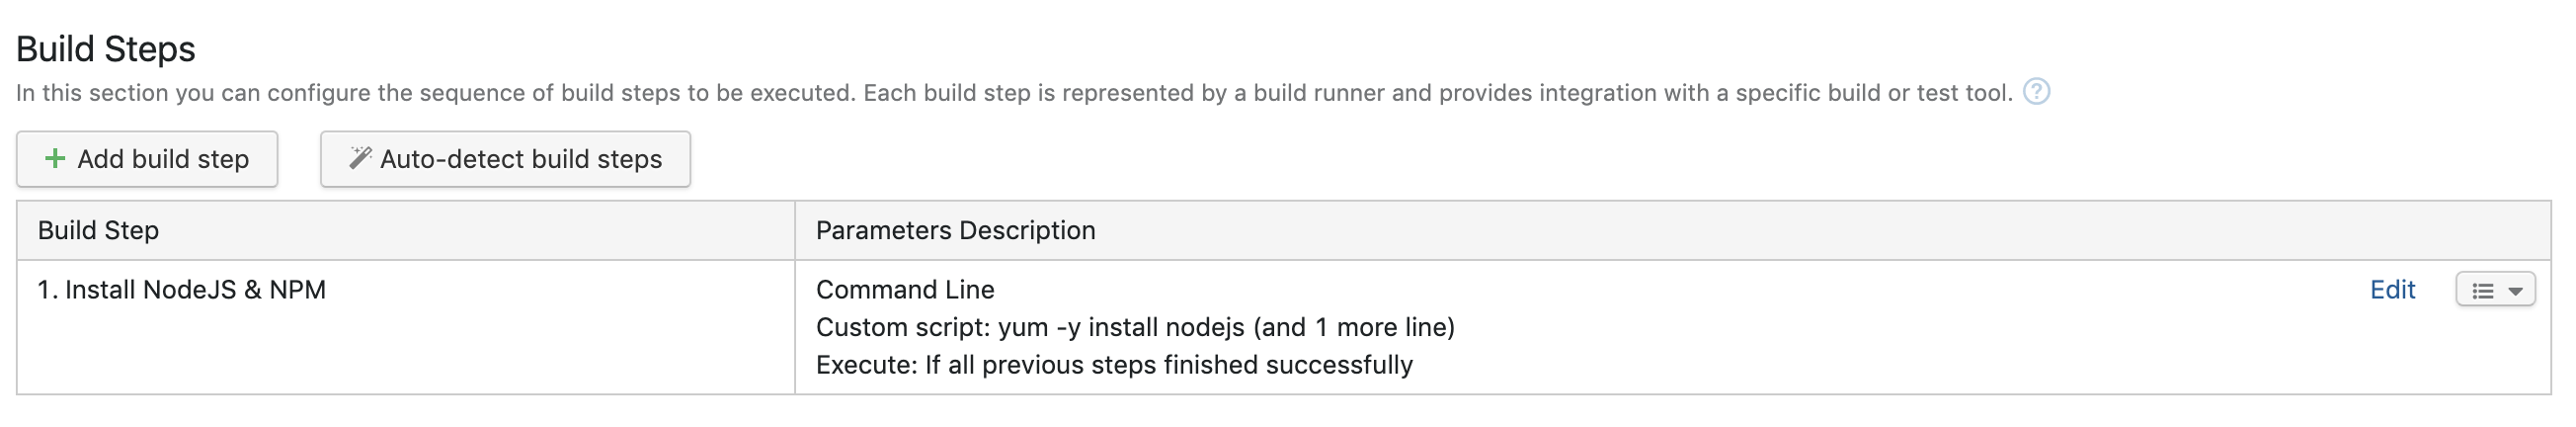 Build Steps
In this section you can configure the sequence of build steps to be executed. Each build step is represented by a build runner and provides integration with a specific build or test tool. ?
+ Add build step
Auto-detect build steps
Build Step
Parameters Description
1. Install NodeJS & NPM
Command Line
Edit
Custom script: yum -y install nodejs (and 1 more line)
Execute: If all previous steps finished successfully